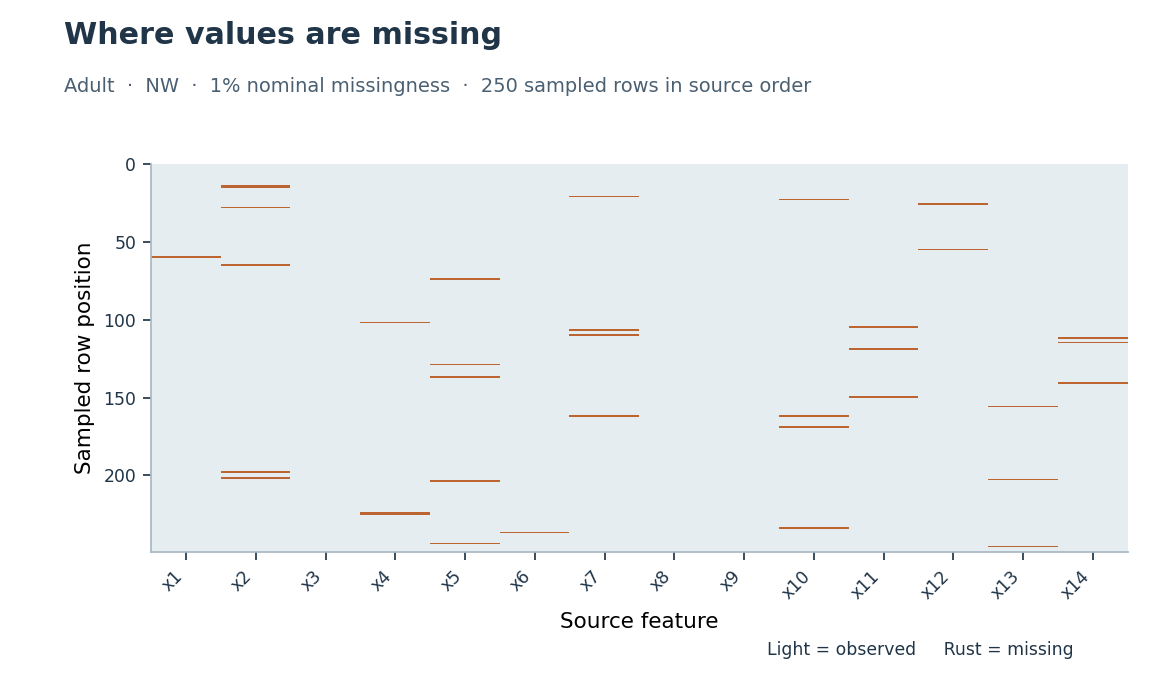 Where values are missing
Adult · NW · 1% nominal missingness · 250 sampled rows in source order
0
50
100
150
200
Sampled row position
x1 x2 x3 x4 x5 x6 x7 x8 x9 x10 x11 x12 x13 x14
Source feature
Light = observed Rust = missing